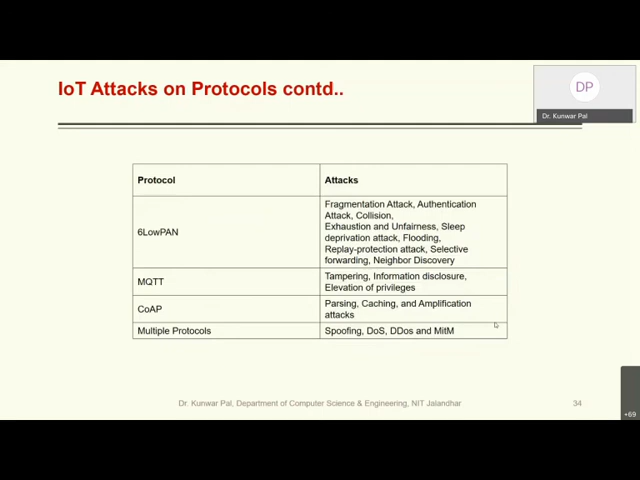 IoT Attacks on Protocols contd..
DP
Dr. Kunwar Pal
Protocol Attacks
6LowPAN
Fragmentation Attack, Authentication
Attack, Collision,
Exhaustion and Unfairness, Sleep
deprivation attack, Flooding,
Replay-protection attack, Selective
forwarding, Neighbor Discovery
MQTT
Tampering, Information disclosure,
Elevation of privileges
CoAP
Parsing, Caching, and Amplification
attacks
Multiple Protocols Spoofing, DoS, DDos and MitM
Dr. Kunwar Pal, Department of Computer Science & Engineering, NIT Jalandhar
34
+69